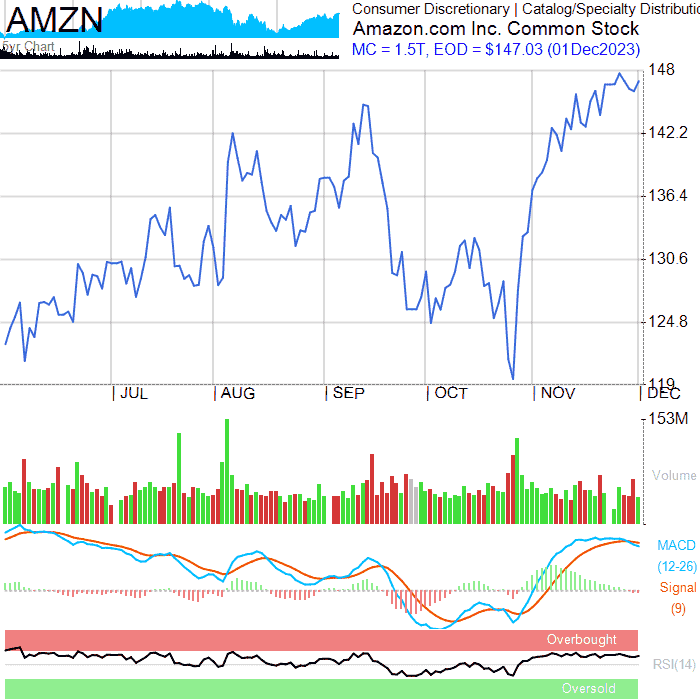 AMZN
5yr Chart
Consumer Discretionary | Catalog/Specialty Distributio
Amazon.com Inc. Common Stock
MC = 1.5T, EOD = $147.03 (01Dec2023)
148
142.2
136.4
130.6
124.8
119
JUL AUG SEP OCT NOV DEC
153M
Volume
MACD
(12-26)
Signal
(9)
Overbought
RSI(14)
Oversold